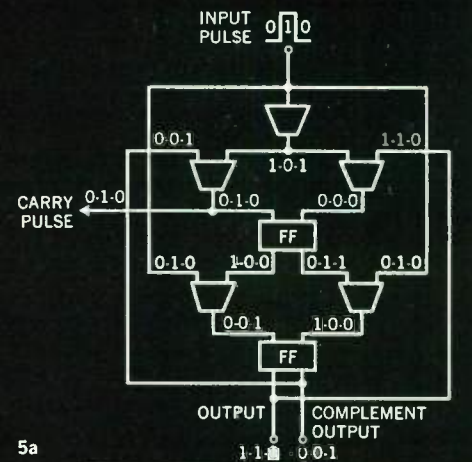 INPUT
PULSE 0 1 0
0-0-1 1-1-0
1-0-1
CARRY 0-1-0 0-1-0 0-0-0
PULSE
FF
0-1-0 1-0-0 0-1-1 0-1-0
0-0-1 1-0-0
FF
OUTPUT COMPLEMENT
OUTPUT
5a 0-0-1